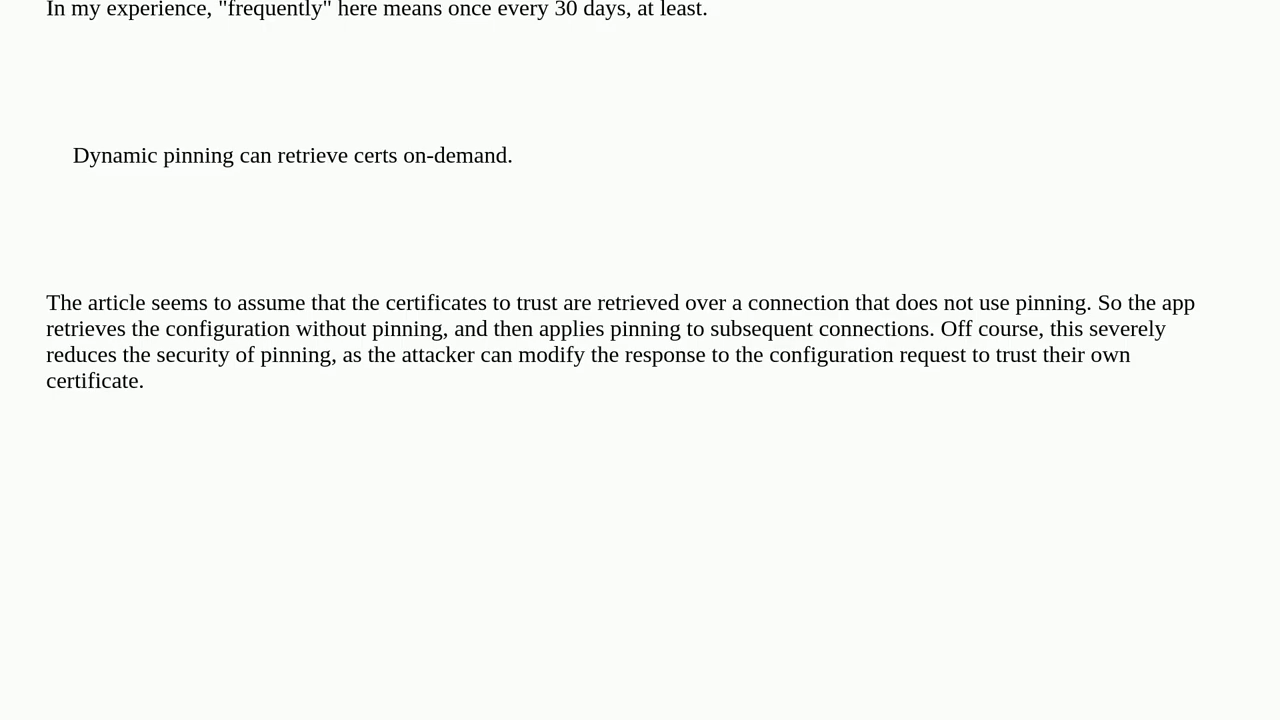 In my experience, "frequently" here means once every 30 days, at least.
Dynamic pinning can retrieve certs on-demand.
The article seems to assume that the certificates to trust are retrieved over a connection that does not use pinning. So the app
retrieves the configuration without pinning, and then applies pinning to subsequent connections. Off course, this severely
reduces the security of pinning, as the attacker can modify the response to the configuration request to trust their own
certificate.